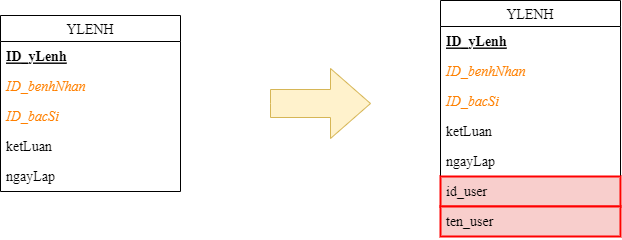 YLENH
ID_yLenh
ID_benhNhan
ID_bacSi
ketLuan
ngayLap
YLENH
ID_yLenh
ID_benhNhan
ID_bacSi
ketLuan
ngayLap
id_user
ten_user